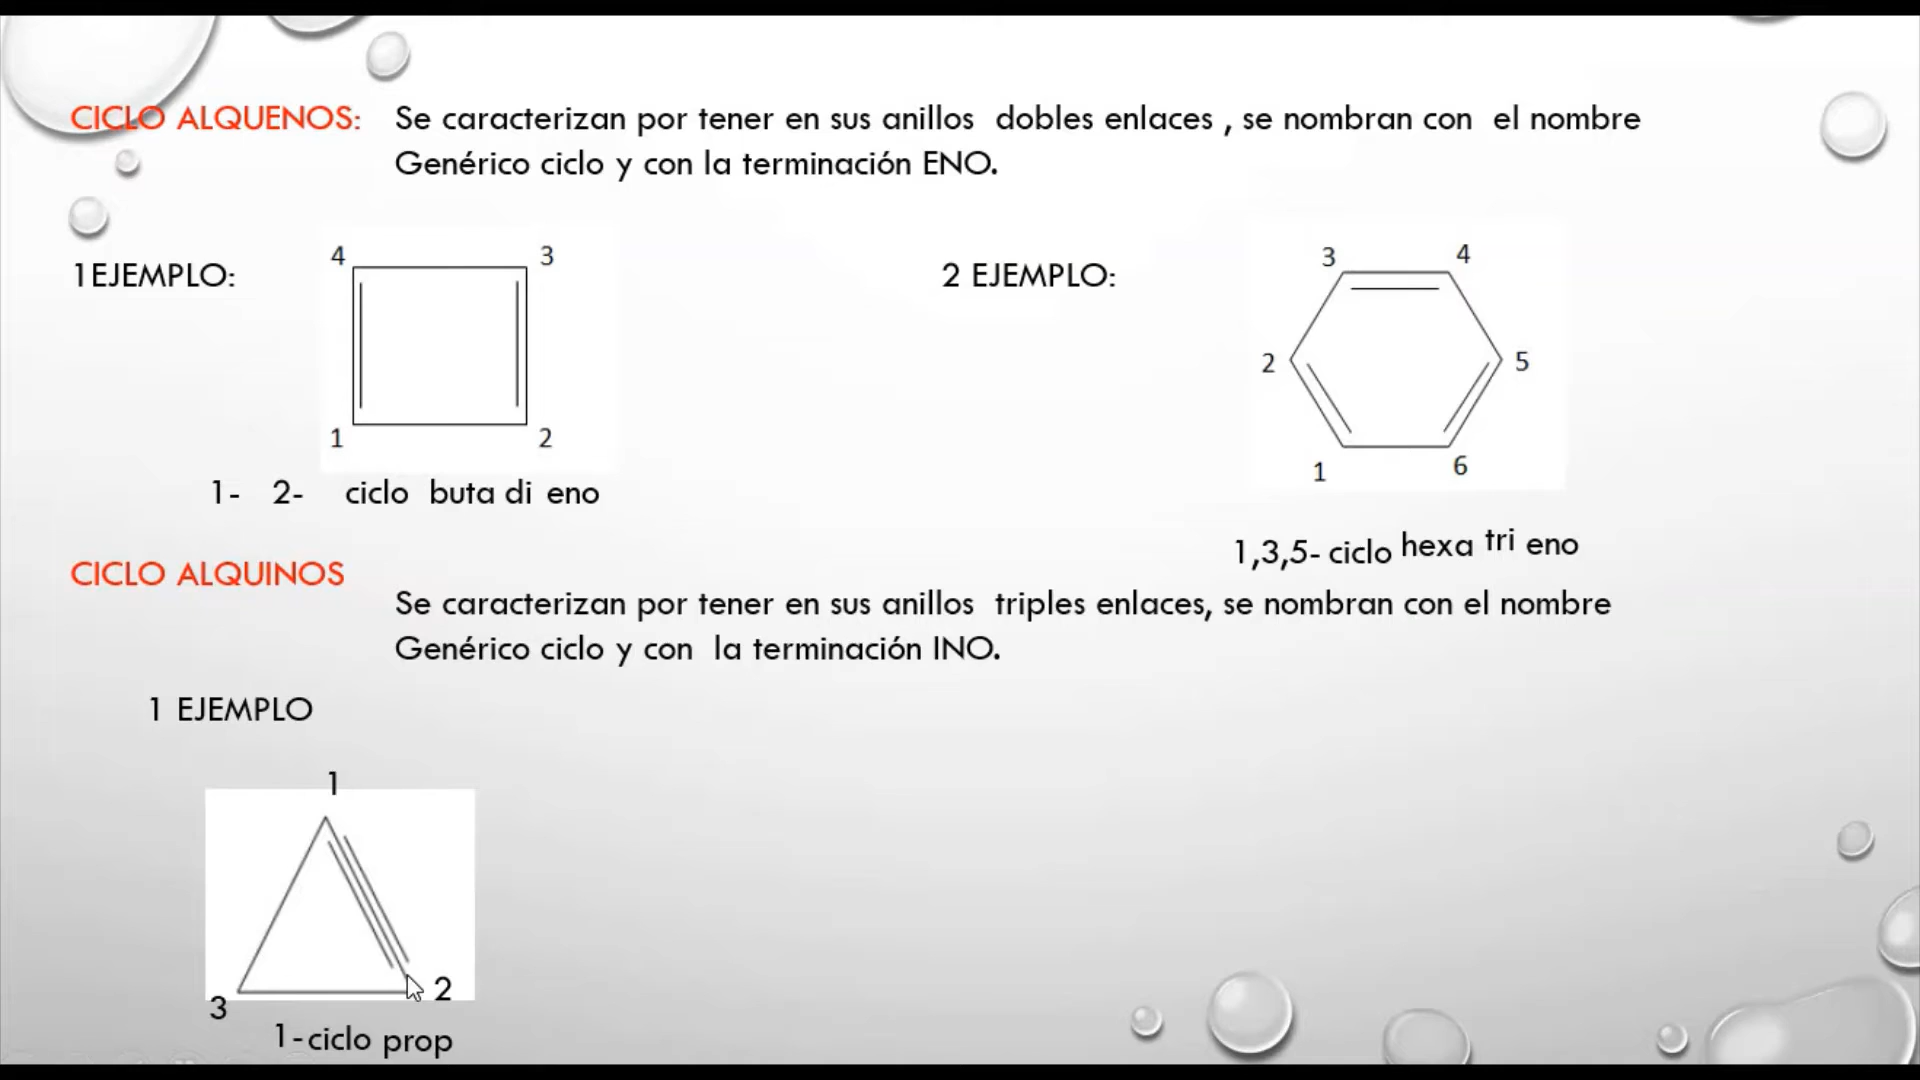 CICLO ALQUENOS: Se caracterizan por tener en sus anillos dobles enlaces , se nombran con el nombre
Genérico ciclo y con la terminación ENO.
1EJEMPLO:
4 3
1 2
1- 2- ciclo buta di eno
2 EJEMPLO:
3 4
2 5
1 6
1,3,5- ciclo hexa tri eno
CICLO ALQUINOS
Se caracterizan por tener en sus anillos triples enlaces, se nombran con el nombre
Genérico ciclo y con la terminación INO.
1 EJEMPLO
1
3 2
1- ciclo prop